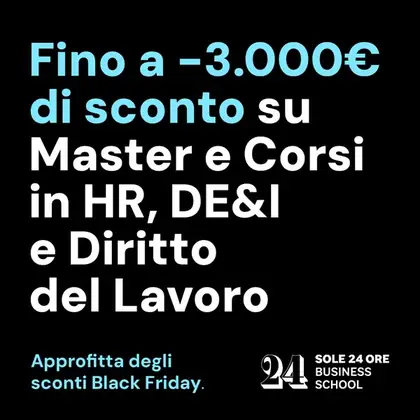 Fino a -3.000€
di sconto su
Master e Corsi
in HR, DE&I
e Diritto
del Lavoro
Approfitta degli
sconti Black Friday.
24
SOLE 24 ORE
BUSINESS
SCHOOL